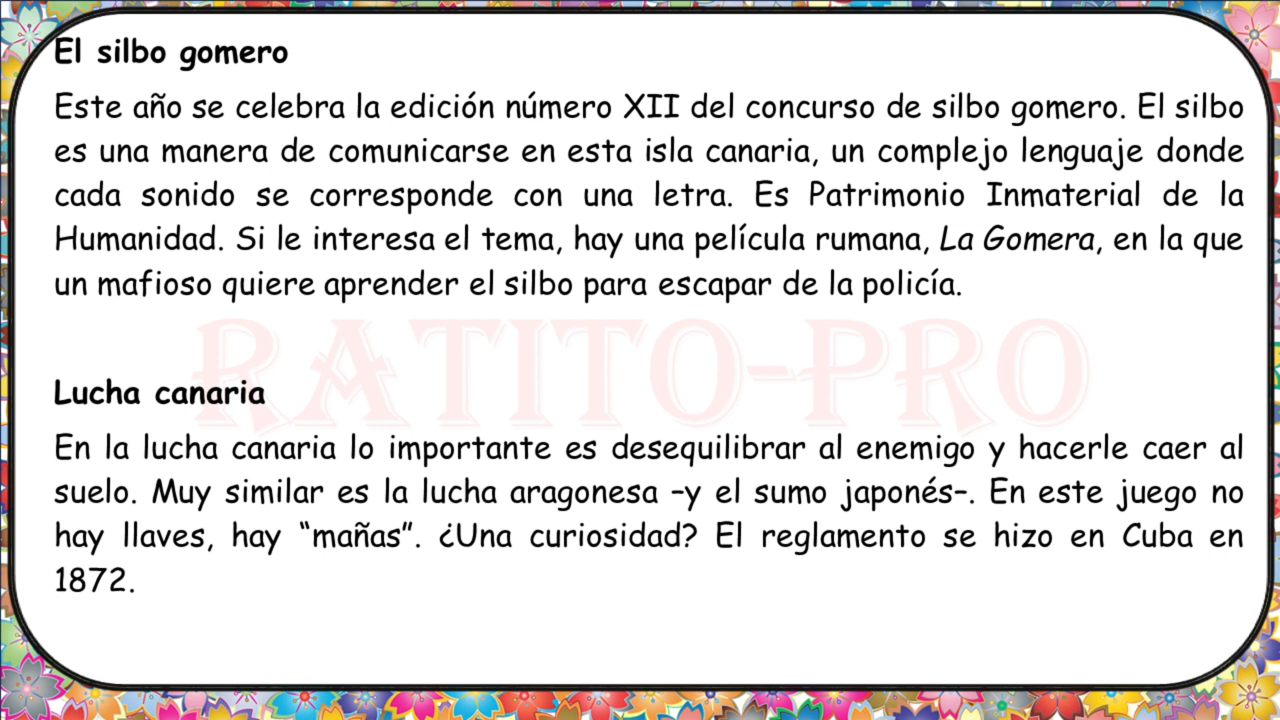 El silbo gomero
Este año se celebra la edición número XII del concurso de silbo gomero. El silbo
es una manera de comunicarse en esta isla canaria, un complejo lenguaje donde
cada sonido se corresponde con una letra. Es Patrimonio Inmaterial de la
Humanidad. Si le interesa el tema, hay una película rumana, La Gomera, en la que
un mafioso quiere aprender el silbo para escapar de la policía.
RATITO-PRO
Lucha canaria
En la lucha canaria lo importante es desequilibrar al enemigo y hacerle caer al
suelo. Muy similar es la lucha aragonesa –y el sumo japonés–. En este juego no
hay llaves, hay “mañas”. ¿Una curiosidad? El reglamento se hizo en Cuba en
1872.